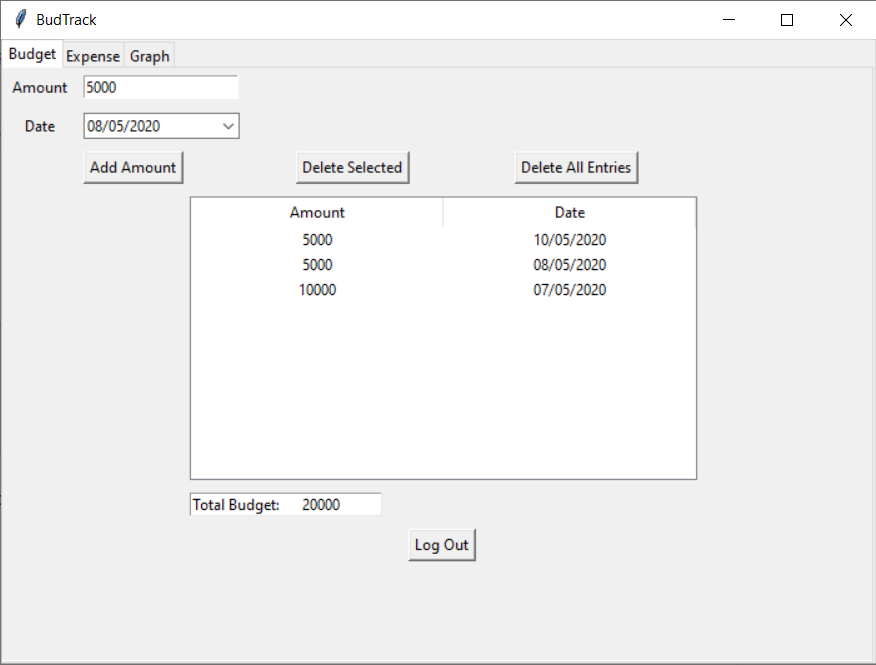 BudTrack
Budget Expense Graph
Amount 5000
Date 08/05/2020
Add Amount Delete Selected Delete All Entries
Amount Date
5000 10/05/2020
5000 08/05/2020
10000 07/05/2020
Total Budget: 20000
Log Out